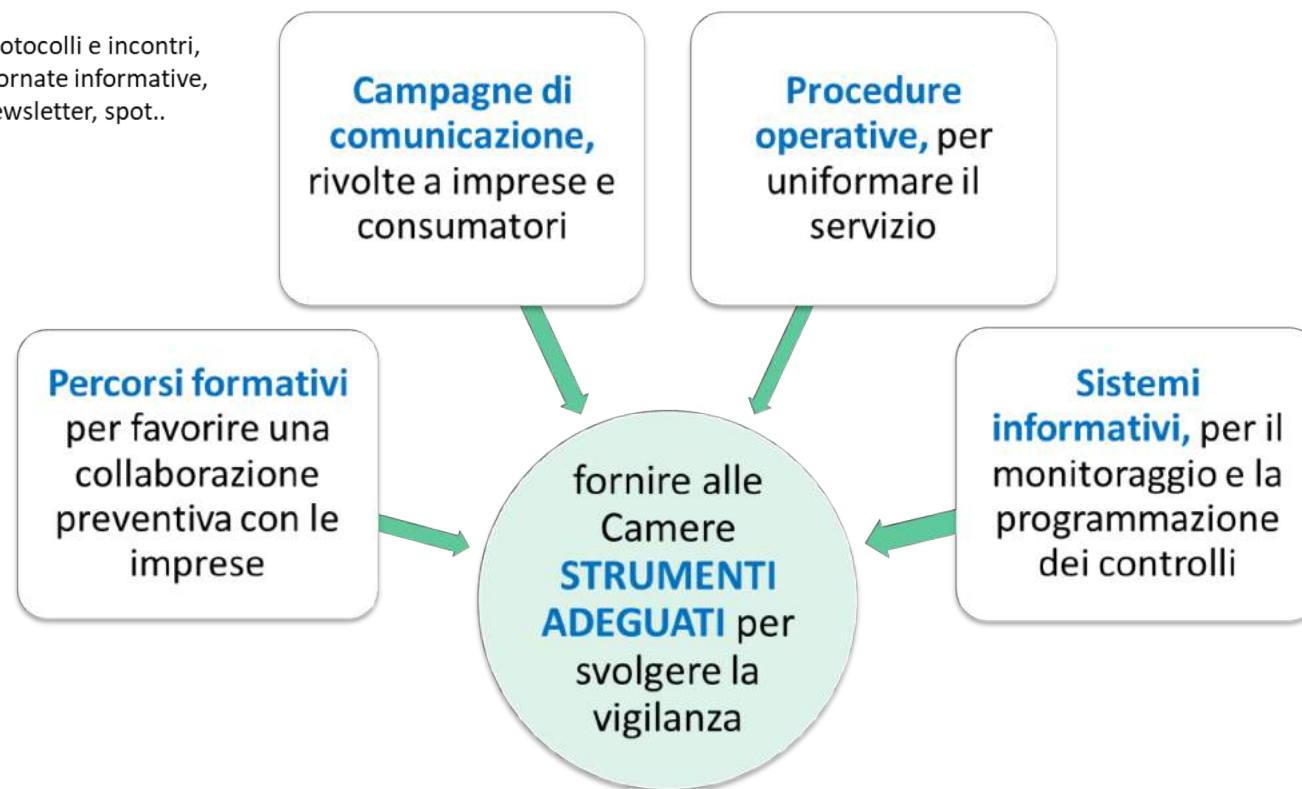 otocolli e incontri,
ornate informative,
ewsletter, spot..
Campagne di
comunicazione,
rivolte a imprese e
consumatori
Procedure
operative, per
uniformare il
servizio
Percorsi formativi
per favorire una
collaborazione
preventiva con le
imprese
Sistemi
informativi, per il
monitoraggio e la
programmazione
dei controlli
fornire alle
Camere
STRUMENTI
ADEGUATI per
svolgere la
vigilanza